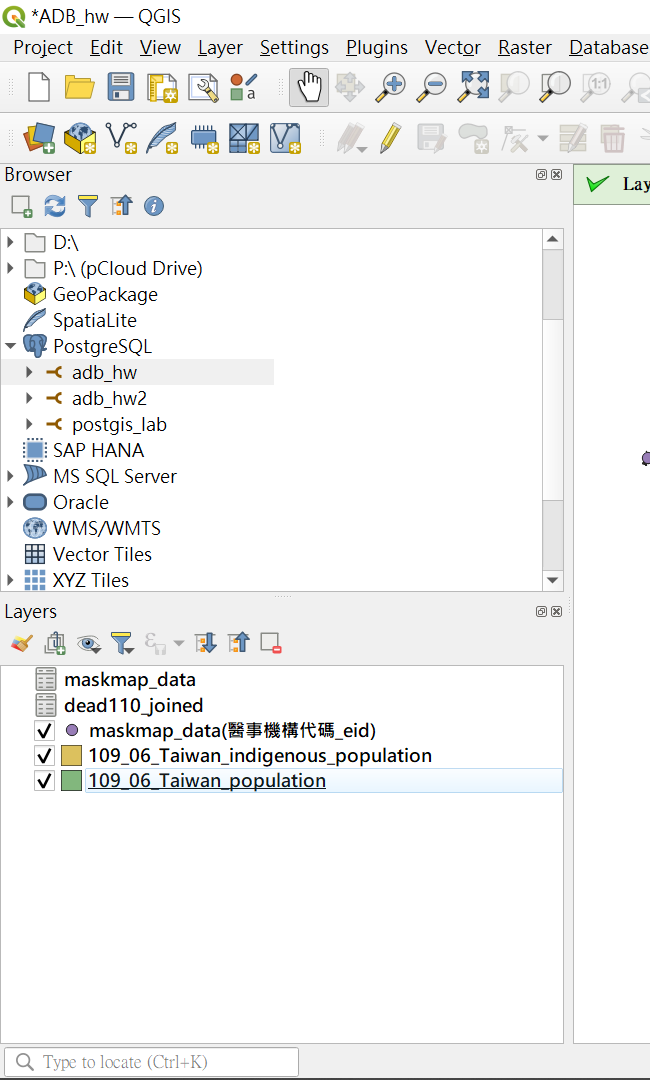 *ADB_hw — QGIS
Project Edit View Layer Settings Plugins Vector Raster Database
1:1
a
Browser
D:\
P:\ (pCloud Drive)
GeoPackage
SpatiaLite
PostgreSQL
adb_hw
adb_hw2
postgis_lab
SAP HANA
MS SQL Server
Oracle
WMS/WMTS
Vector Tiles
XYZ Tiles
Lay
Layers
maskmap_data
dead110_joined
maskmap_data(醫事機構代碼_eid)
109_06_Taiwan_indigenous_population
109_06_Taiwan_population
Type to locate (Ctrl+K)